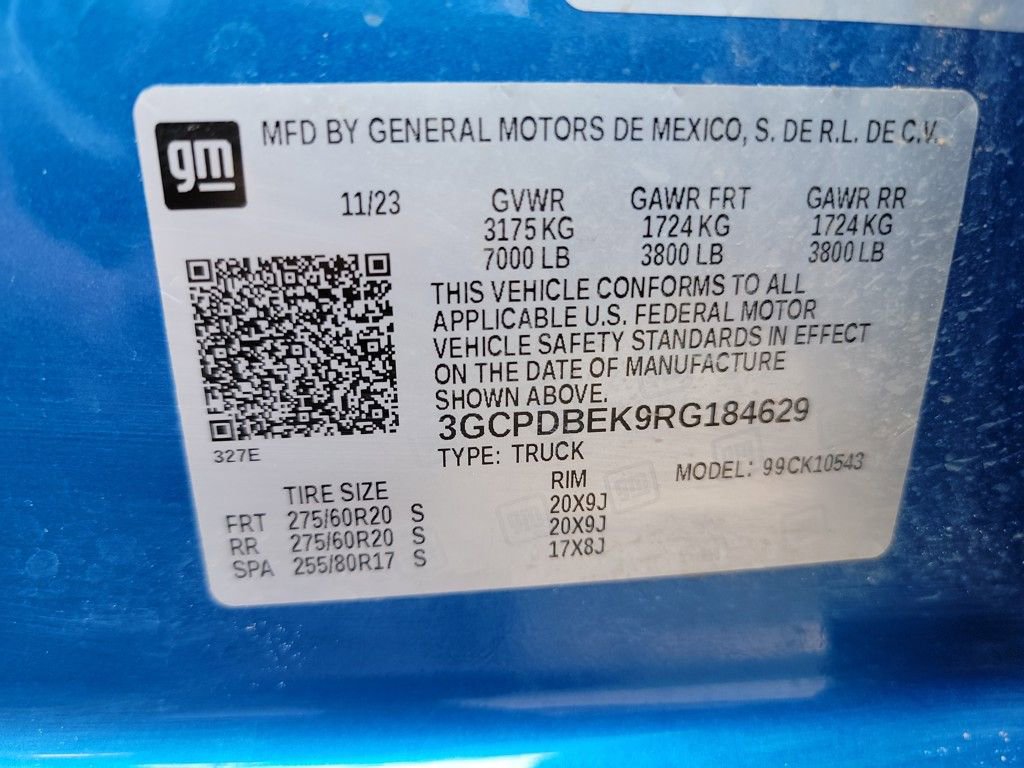 gm
MFD BY GENERAL MOTORS DE MEXICO, S. DE R.L. DE C.V.
11/23 GVWR GAWR FRT GAWR RR
3175 KG 1724 KG 1724 KG
7000 LB 3800 LB 3800 LB
THIS VEHICLE CONFORMS TO ALL
APPLICABLE U.S. FEDERAL MOTOR
VEHICLE SAFETY STANDARDS IN EFFECT
ON THE DATE OF MANUFACTURE
SHOWN ABOVE.
3GCPDBEK9RG184629
327E
TYPE: TRUCK MODEL: 99CK10543
TIRE SIZE RIM
FRT 275/60R20 S 20X9J
RR 275/60R20 S 20X9J
SPA 255/80R17 S 17X8J